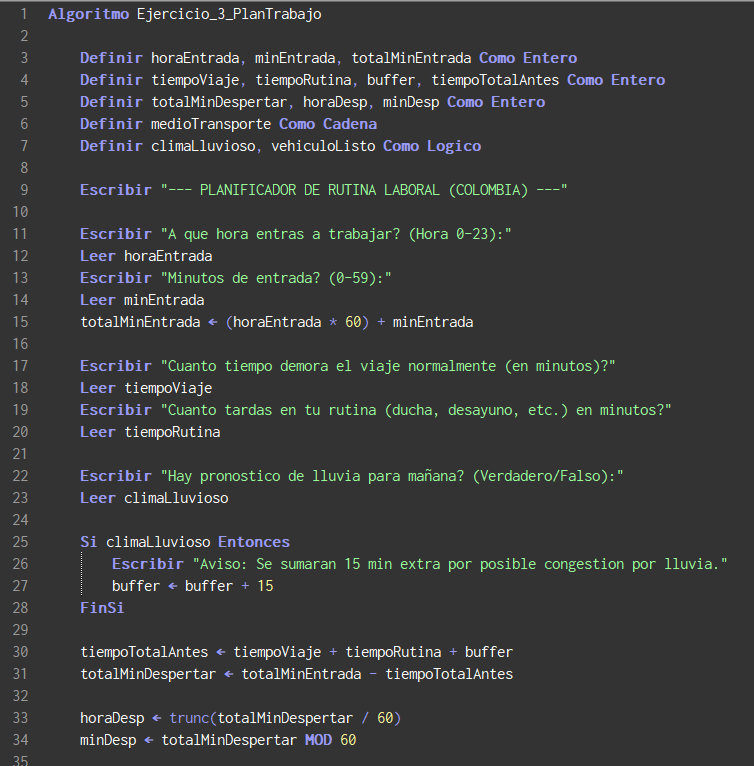 1 Algoritmo Ejercicio_3_PlanTrabajo
2
3 Definir horaEntrada, minEntrada, totalMinEntrada Como Entero
4 Definir tiempoViaje, tiempoRutina, buffer, tiempoTotalAntes Como Entero
5 Definir totalMinDespertar, horaDesp, minDesp Como Entero
6 Definir medioTransporte Como Cadena
7 Definir climaLluvioso, vehiculoListo Como Logico
8
9 Escribir "--- PLANIFICADOR DE RUTINA LABORAL (COLOMBIA) ---"
10
11 Escribir "A que hora entras a trabajar? (Hora 0-23):"
12 Leer horaEntrada
13 Escribir "Minutos de entrada? (0-59):"
14 Leer minEntrada
15 totalMinEntrada ← (horaEntrada * 60) + minEntrada
16
17 Escribir "Cuanto tiempo demora el viaje normalmente (en minutos)?"
18 Leer tiempoViaje
19 Escribir "Cuanto tardas en tu rutina (ducha, desayuno, etc.) en minutos?"
20 Leer tiempoRutina
21
22 Escribir "Hay pronostico de lluvia para mañana? (Verdadero/Falso):"
23 Leer climaLluvioso
24
25 Si climaLluvioso Entonces
26 Escribir "Aviso: Se sumaran 15 min extra por posible congestion por lluvia."
27 buffer ← buffer + 15
28 FinSi
29
30 tiempoTotalAntes ← tiempoViaje + tiempoRutina + buffer
31 totalMinDespertar ← totalMinEntrada - tiempoTotalAntes
32
33 horaDesp ← trunc(totalMinDespertar / 60)
34 minDesp ← totalMinDespertar MOD 60
35